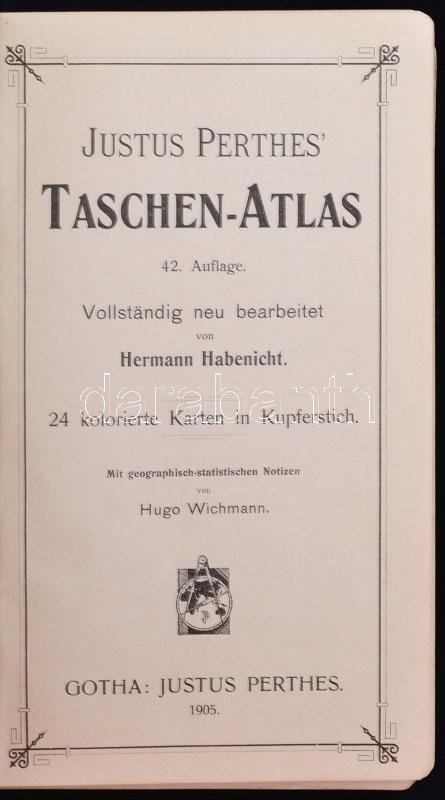 JUSTUS PERTHES'
TASCHEN-ATLAS
42. Auflage.
Vollständig neu bearbeitet
von
Hermann Habenicht.
darabanth
24 kolorierte Karten in Kupferstich.
Mit geographisch-statistischen Notizen
von
Hugo Wichmann.
GOTHA: JUSTUS PERTHES.
1905.